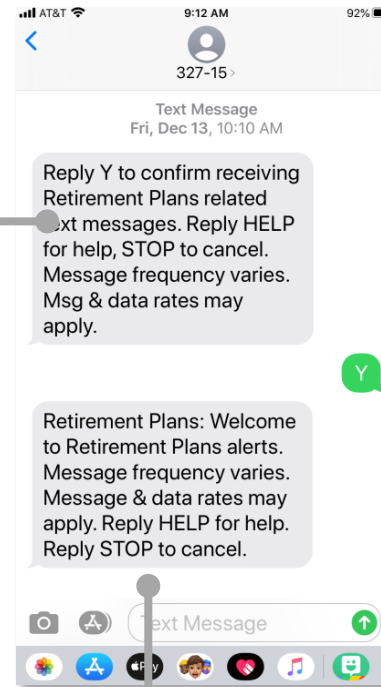 AT&T 9:12 AM 92%
327-15
Text Message
Fri, Dec 13, 10:10 AM
Reply Y to confirm receiving
Retirement Plans related
ext messages. Reply HELP
for help, STOP to cancel.
Message frequency varies.
Msg & data rates may
apply.
Y
Retirement Plans: Welcome
to Retirement Plans alerts.
Message frequency varies.
Message & data rates may
apply. Reply HELP for help.
Reply STOP to cancel.
ext Message